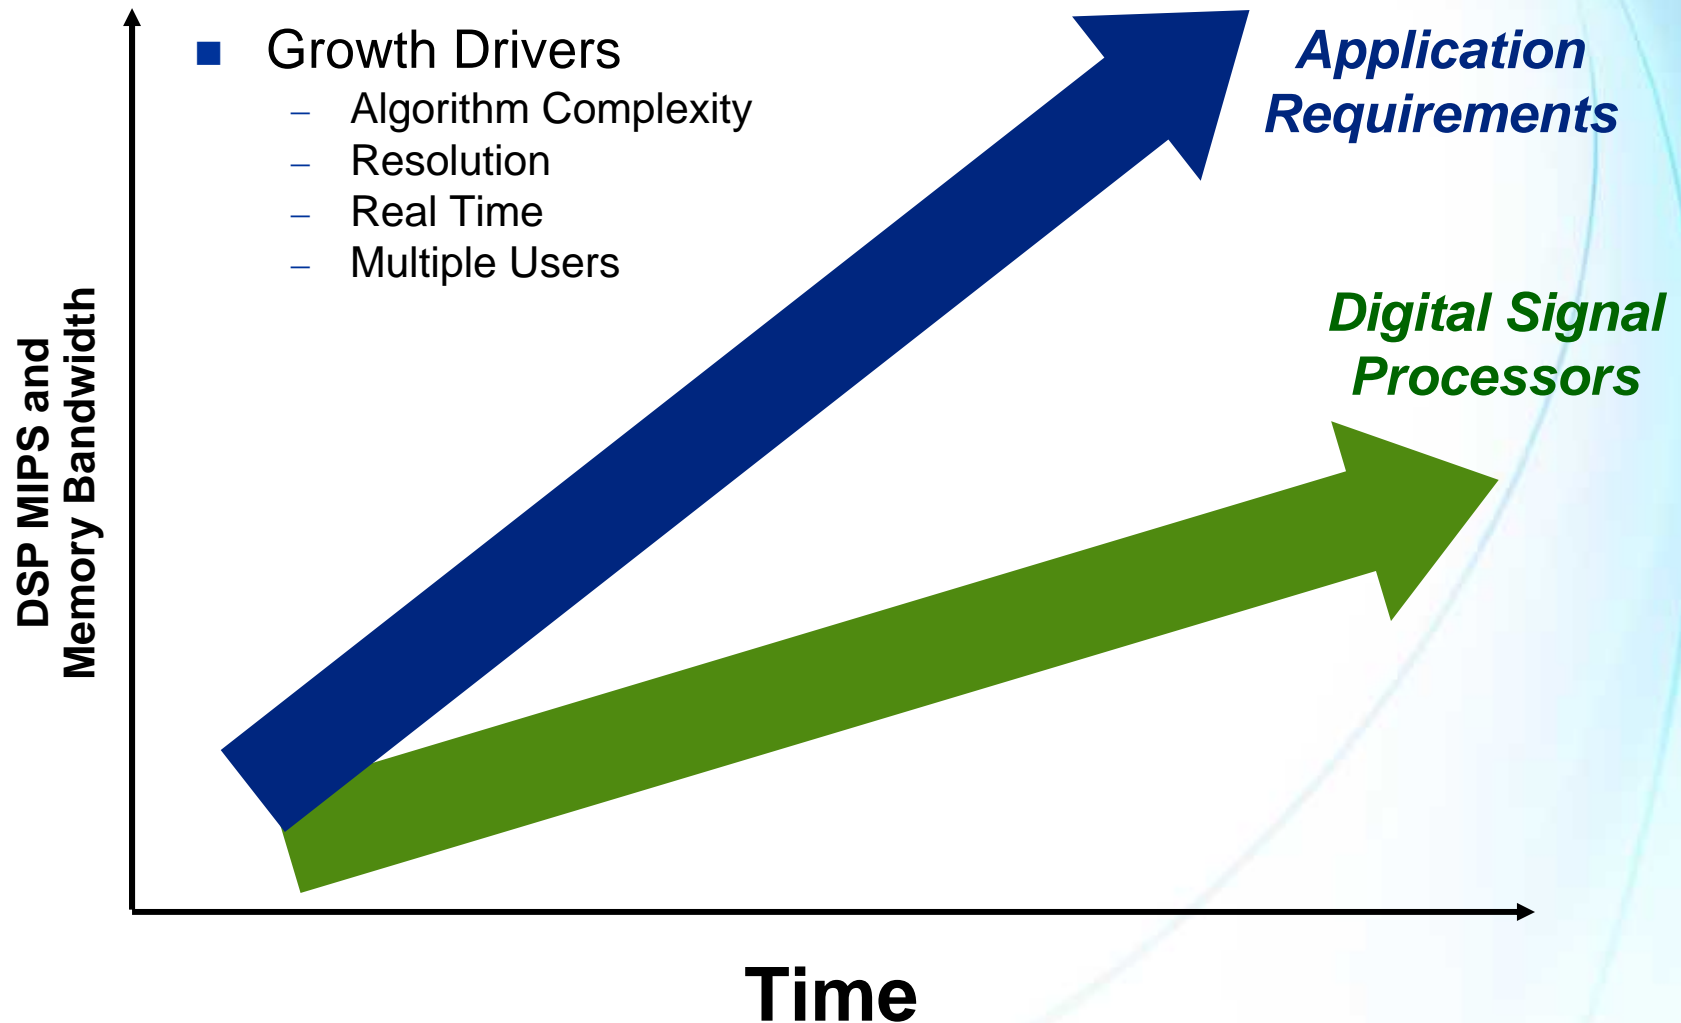 Growth Drivers
– Algorithm Complexity
– Resolution
– Real Time
– Multiple Users
Application
Requirements
Digital Signal
Processors
DSP MIPS and
Memory Bandwidth
Time